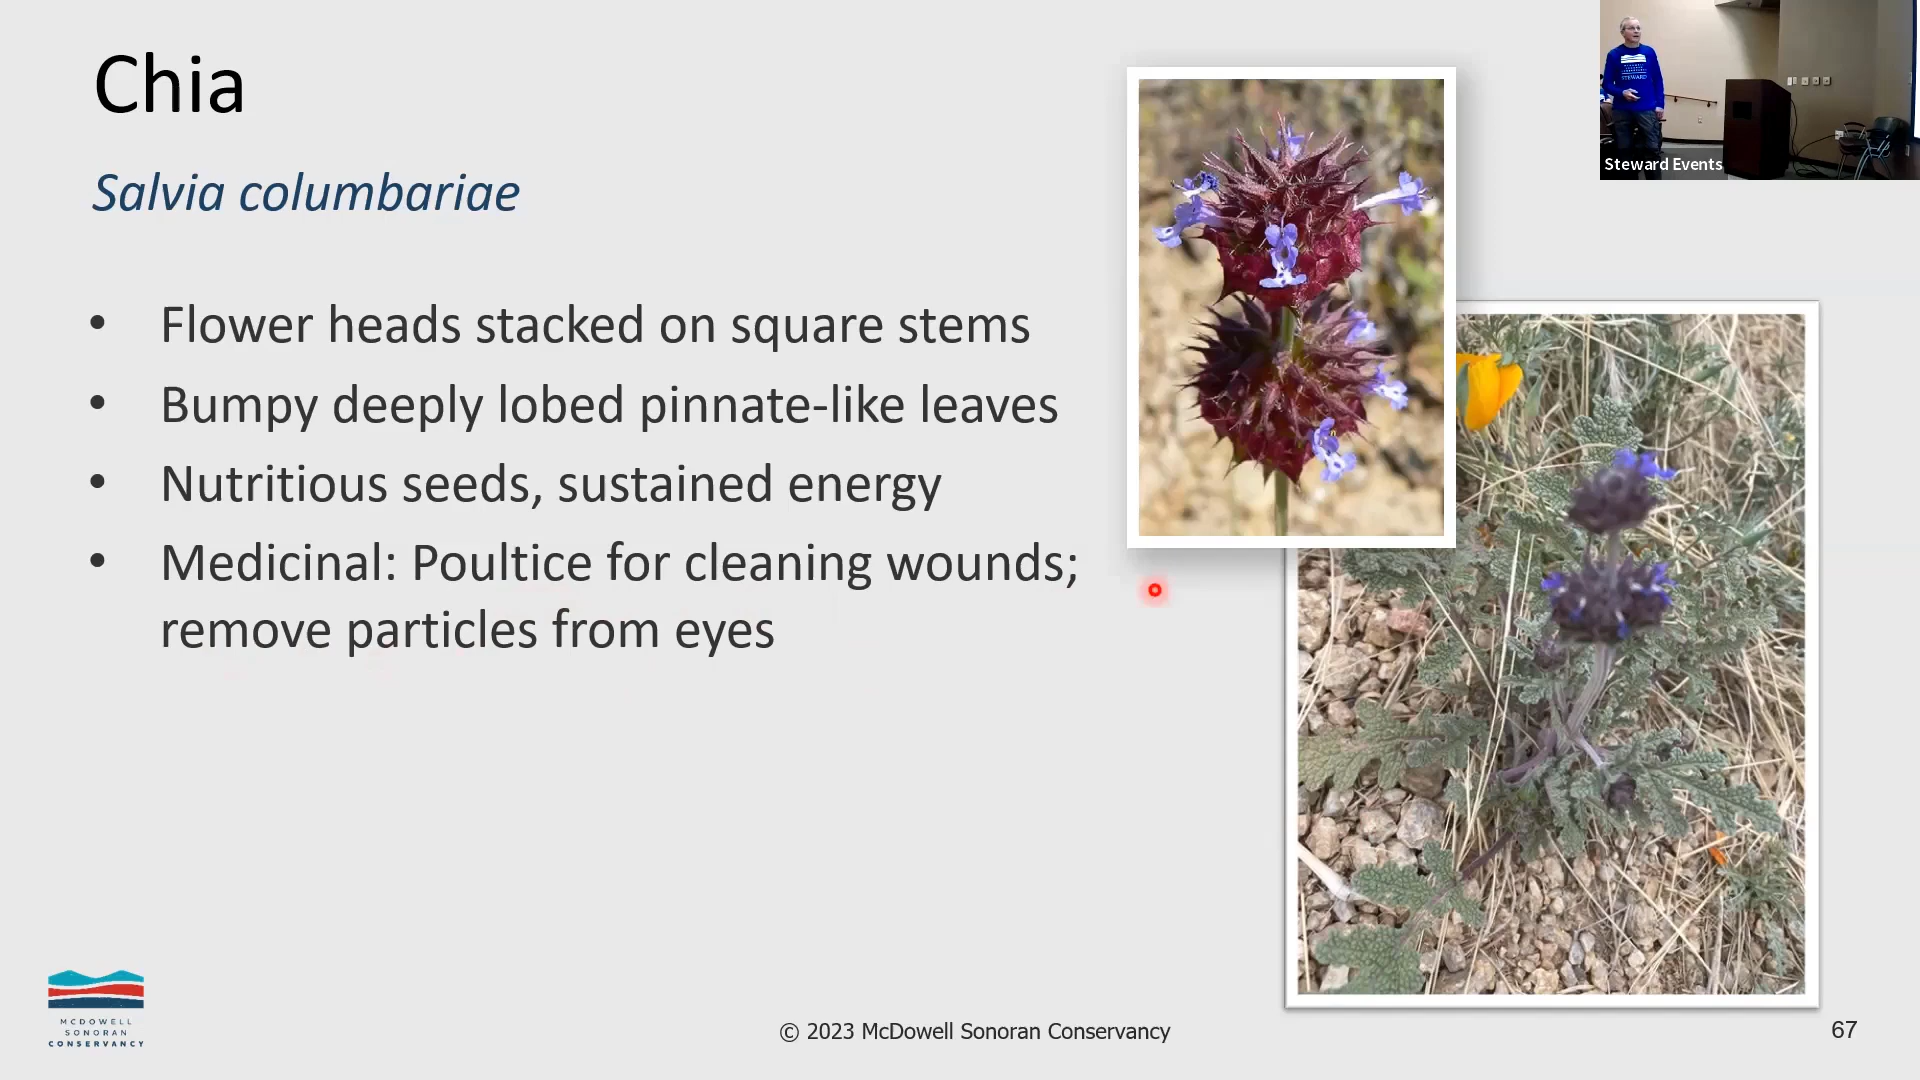 Chia
Salvia columbariae
• Flower heads stacked on square stems
• Bumpy deeply lobed pinnate-like leaves
• Nutritious seeds, sustained energy
• Medicinal: Poultice for cleaning wounds;
remove particles from eyes
STEWARD
Steward Events
MCDOWELL
SONORAN
CONSERVANCY
© 2023 McDowell Sonoran Conservancy
67